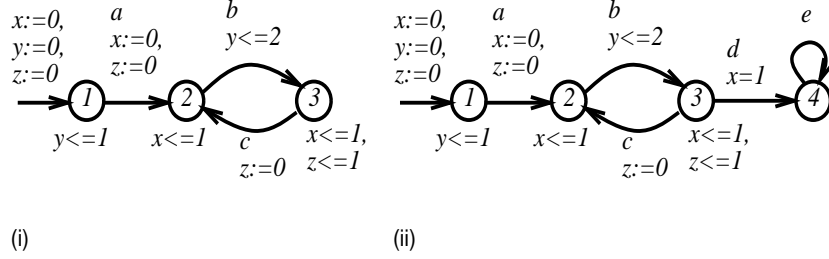 x:=0,
y:=0,
z:=0
a
x:=0,
z:=0
b
y<=2
1
2
3
y<=1
x<=1
c
z:=0
x<=1,
z<=1
(i)
x:=0,
y:=0,
z:=0
a
x:=0,
z:=0
b
y<=2
d
x=1
e
1
2
3
4
y<=1
x<=1
c
z:=0
x<=1,
z<=1
(ii)